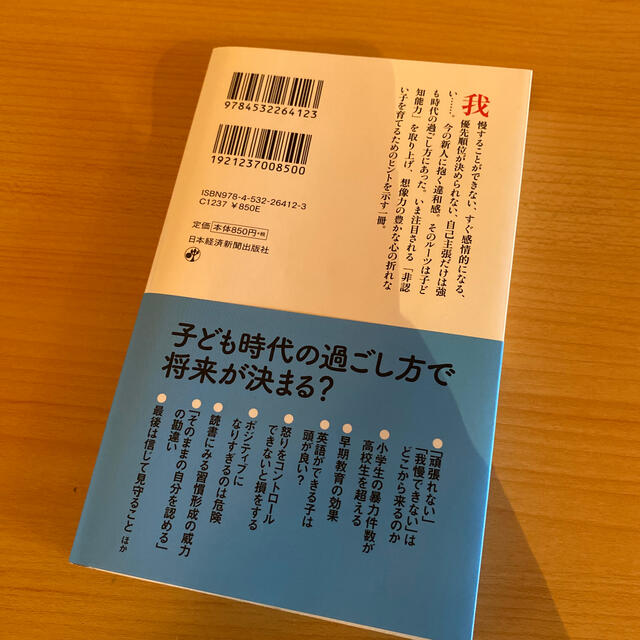 我慢することができない、すぐ感情的になる、
優先順位が決められない、自己主張だけは強
い……。今の新人に抱く違和感。そのルーツは子ど
も時代の過ごし方にあった。いま注目される「非認
知能力」を取り上げ、想像力の豊かな心の折れな
い子を育てるためのヒントを示す一冊。
9784532264123
1921237008500
ISBN978-4-532-26412-3
C1237 ¥850E
定価 本体850円+税
日本経済新聞出版社
子ども時代の過ごし方で
将来が決まる?
●「頑張れない」
「我慢できない」は
どこから来るのか
●小学生の暴力件数が
高校生を超える
●早期教育の効果
●英語ができる子は
頭が良い?
●怒りをコントロール
できないと損をする
●ポジティブに
なりすぎるのは危険
●読書にみる習慣形成の威力
●「そのままの自分を認める」
の勘違い
●最後は信じて見守ること ほか